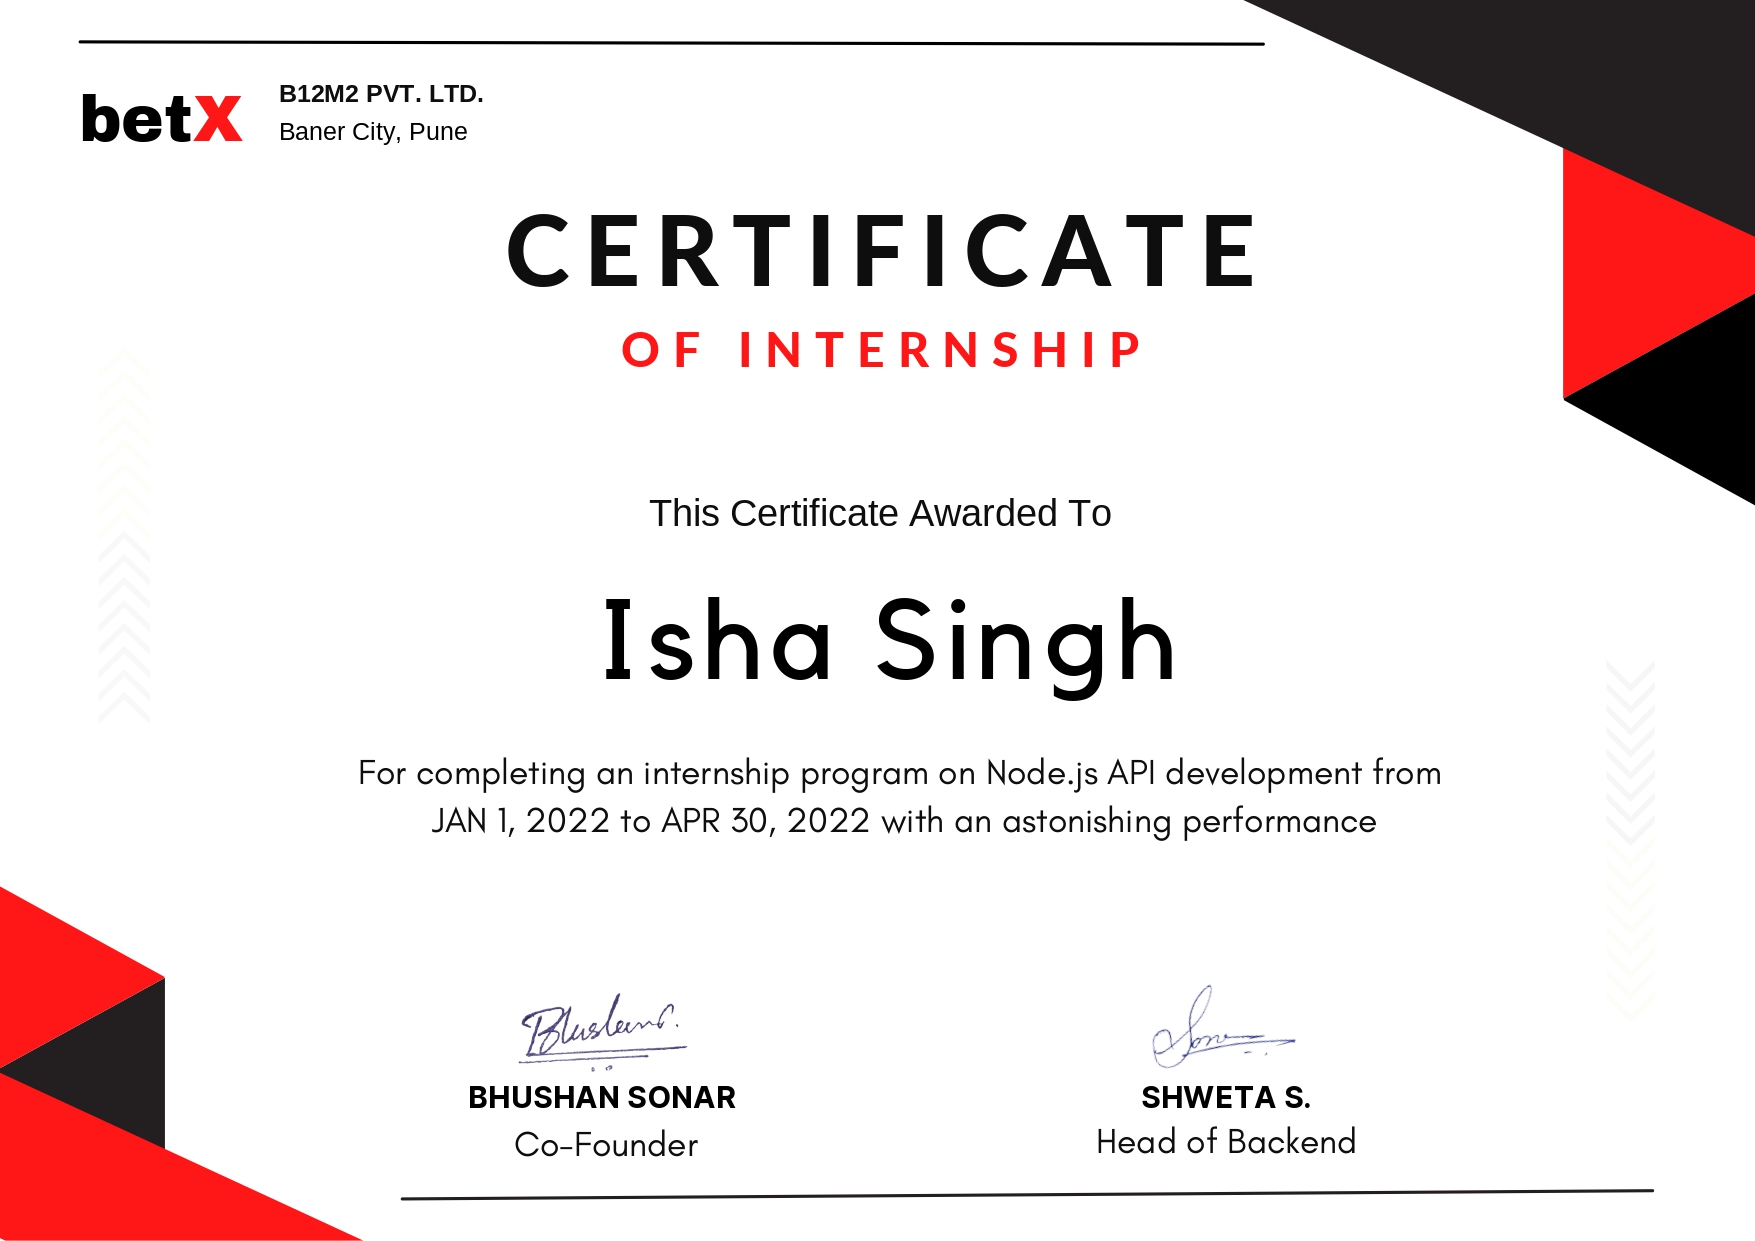 betX
B12M2 PVT. LTD.
Baner City, Pune
CERTIFICATE
OF INTERNSHIP
This Certificate Awarded To
Isha Singh
For completing an internship program on Node.js API development from
JAN 1, 2022 to APR 30, 2022 with an astonishing performance
BHUSHAN SONAR
Co-Founder
SHWETA S.
Head of Backend